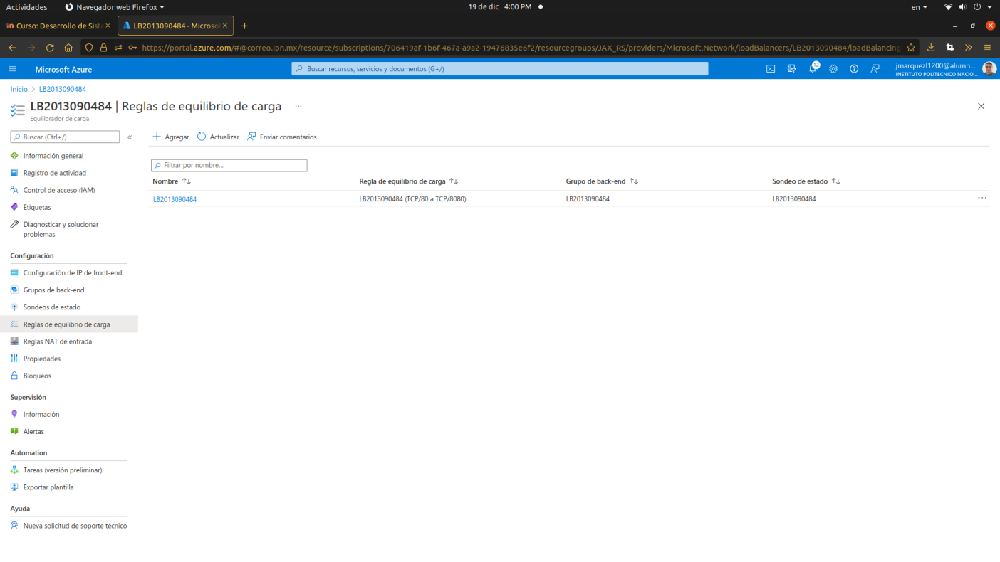 Actividades Navegador web Firefox 19 de dic 4:00 PM en
Curso: Desarrollo de Siste LB2013090484 - Microsof
https://portal.azure.com/#@correo.ipn.mx/resource/subscriptions/706419af-1b6f-467a-a9a2-19476835e6f2/resourcegroups/JAX_RS/providers/Microsoft.Network/loadBalancers/LB2013090484/loadBalancing
Microsoft Azure Buscar recursos, servicios y documentos (G+/) 12 jmarquezl1200@alumn...
INSTITUTO POLITECNICO NACIO...
Inicio > LB2013090484
LB2013090484 | Reglas de equilibrio de carga ...
Equilibrador de carga
Buscar (Ctrl+/) « Agregar Actualizar Enviar comentarios
Información general
Registro de actividad
Control de acceso (IAM)
Etiquetas
Diagnosticar y solucionar
problemas
Configuración
Configuración de IP de front-end
Grupos de back-end
Sondeos de estado
Reglas de equilibrio de carga
Reglas NAT de entrada
Propiedades
Bloqueos
Supervisión
Información
Alertas
Automation
Tareas (versión preliminar)
Exportar plantilla
Ayuda
Nueva solicitud de soporte técnico
Filtrar por nombre...
Nombre ↑↓ Regla de equilibrio de carga ↑↓ Grupo de back-end ↑↓ Sondeo de estado ↑↓
LB2013090484 LB2013090484 (TCP/80 a TCP/8080) LB2013090484 LB2013090484 ...